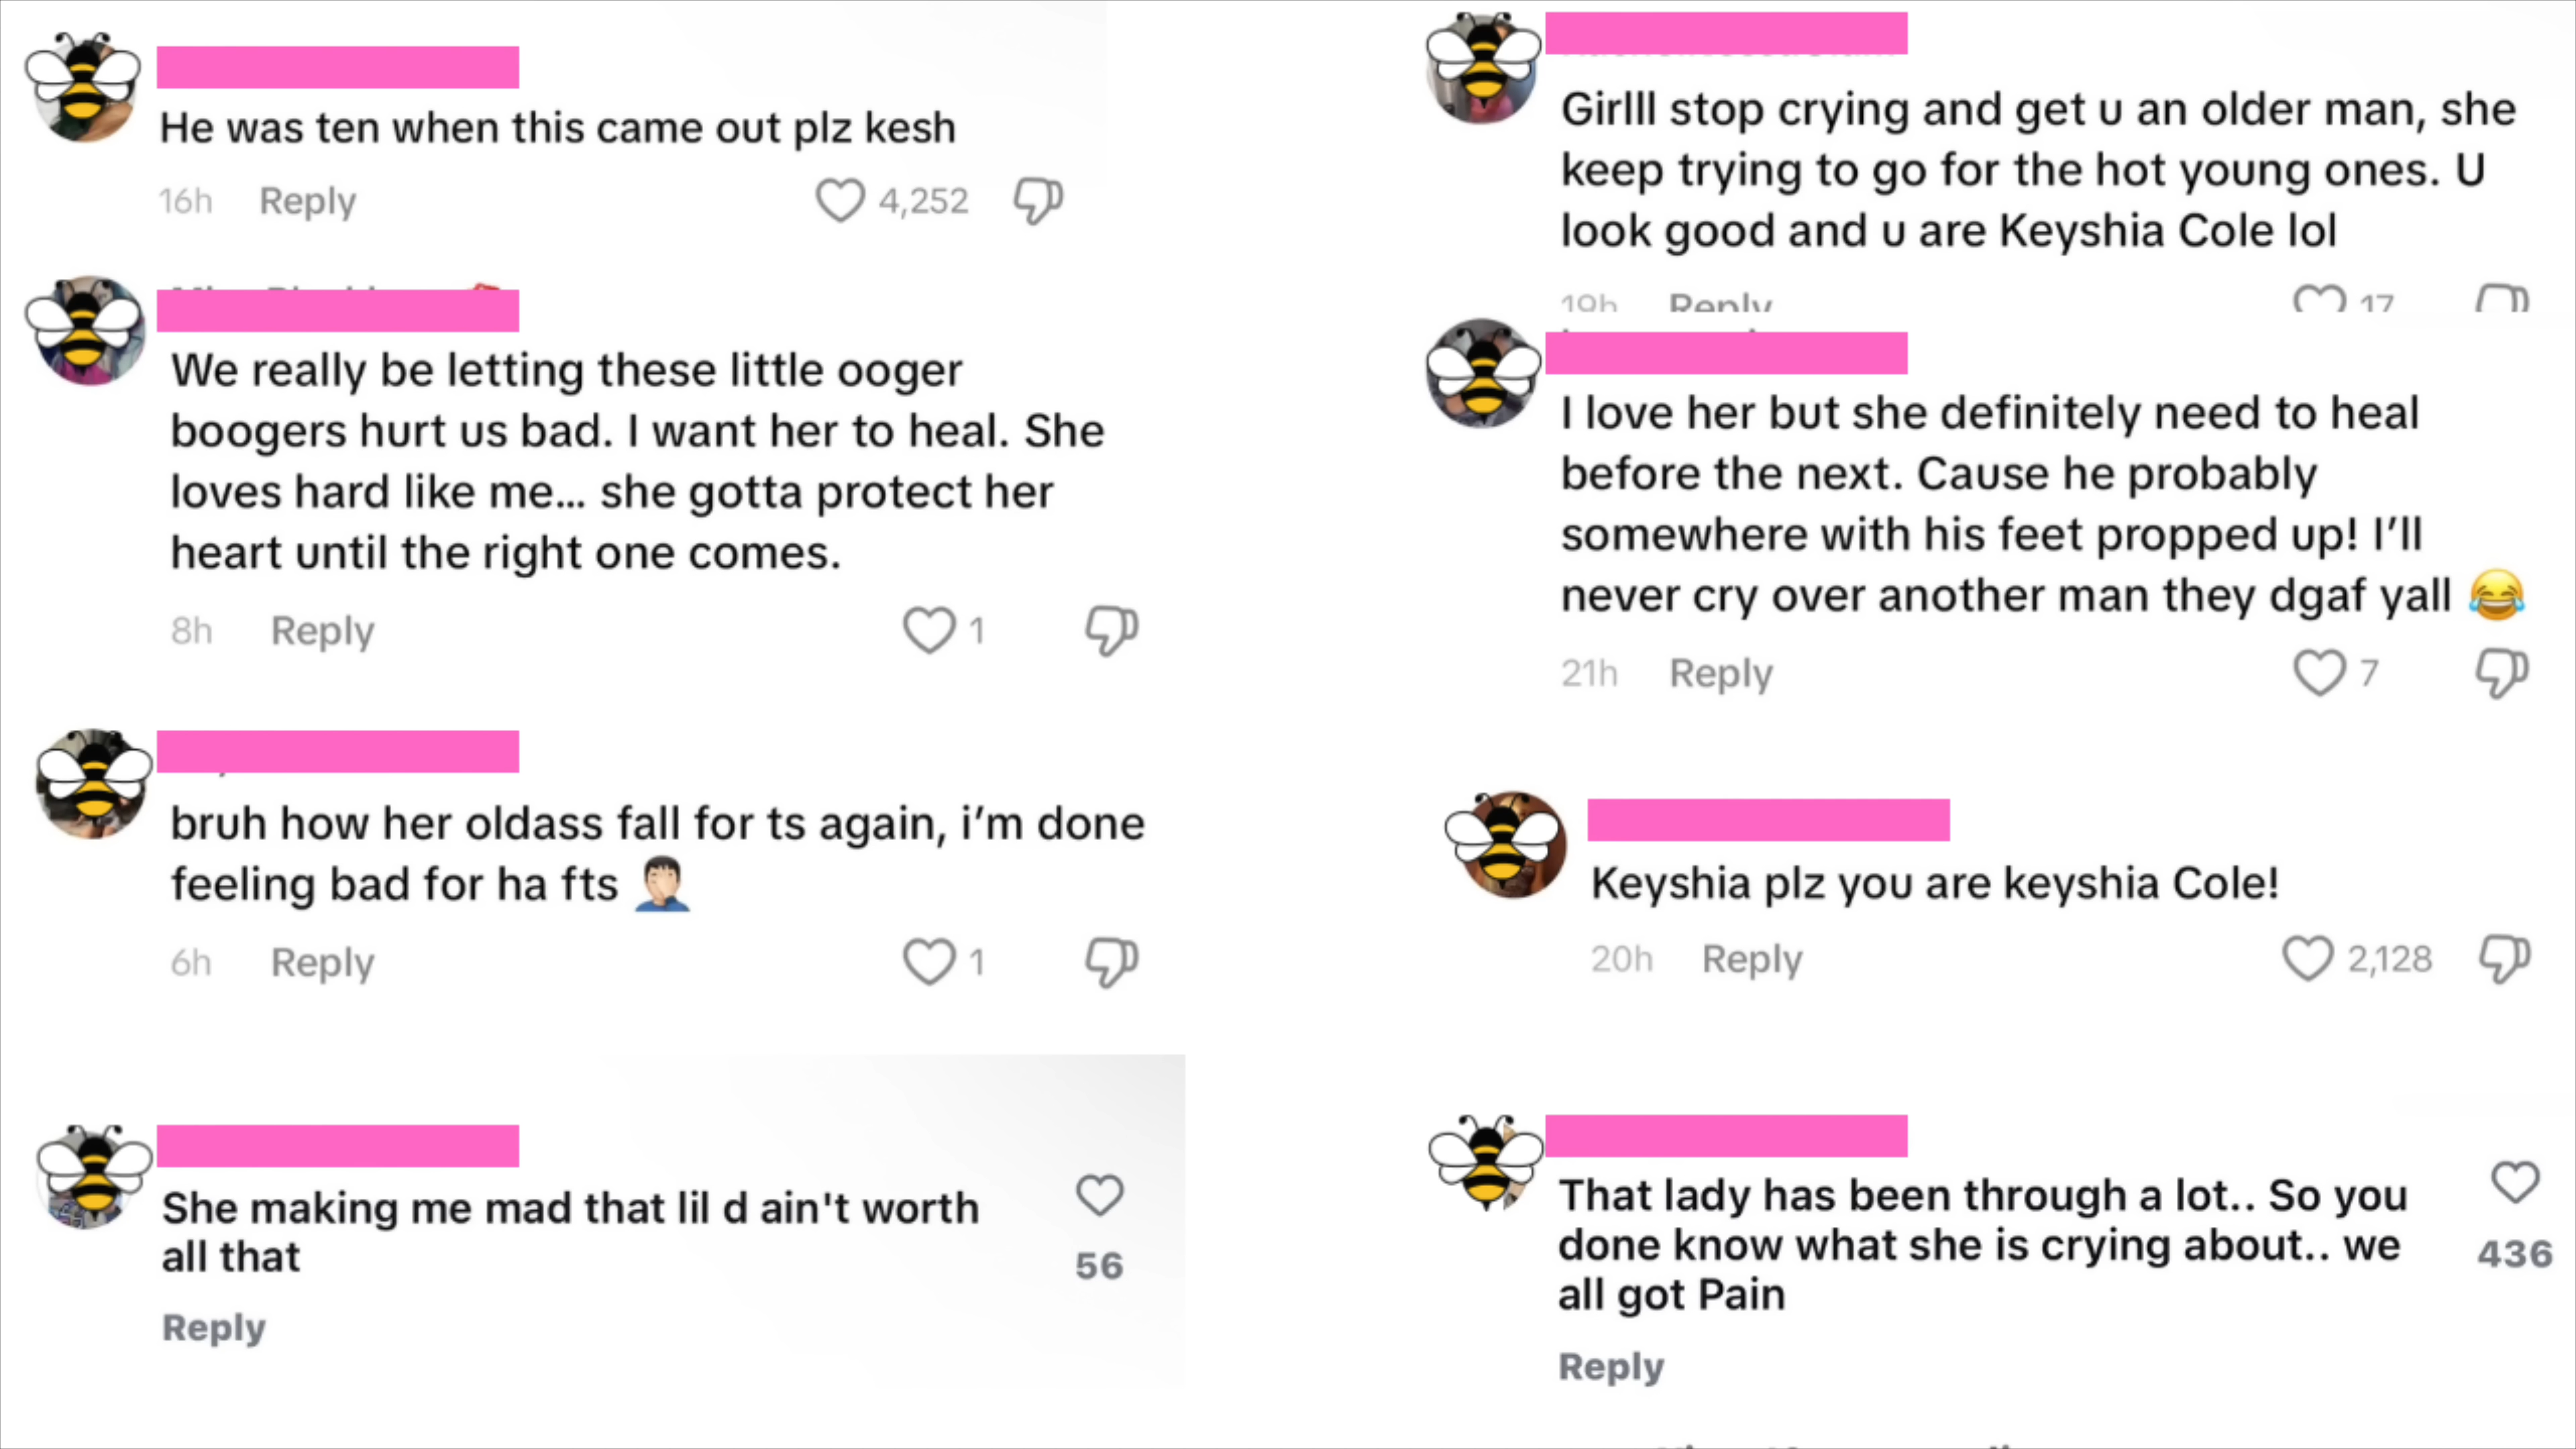 He was ten when this came out plz kesh
16h Reply 4,252
We really be letting these little ooger
boogers hurt us bad. I want her to heal. She
loves hard like me... she gotta protect her
heart until the right one comes.
8h Reply 1
bruh how her oldass fall for ts again, i'm done
feeling bad for ha fts 🤦🏻‍♂️
6h Reply 1
She making me mad that lil d ain't worth
all that
56
Reply
Girlll stop crying and get u an older man, she
keep trying to go for the hot young ones. U
look good and u are Keyshia Cole lol
19h Reply 17
I love her but she definitely need to heal
before the next. Cause he probably
somewhere with his feet propped up! I'll
never cry over another man they dgaf yall 😂
21h Reply 7
Keyshia plz you are keyshia Cole!
20h Reply 2,128
That lady has been through a lot.. So you
done know what she is crying about.. we
all got Pain
436
Reply